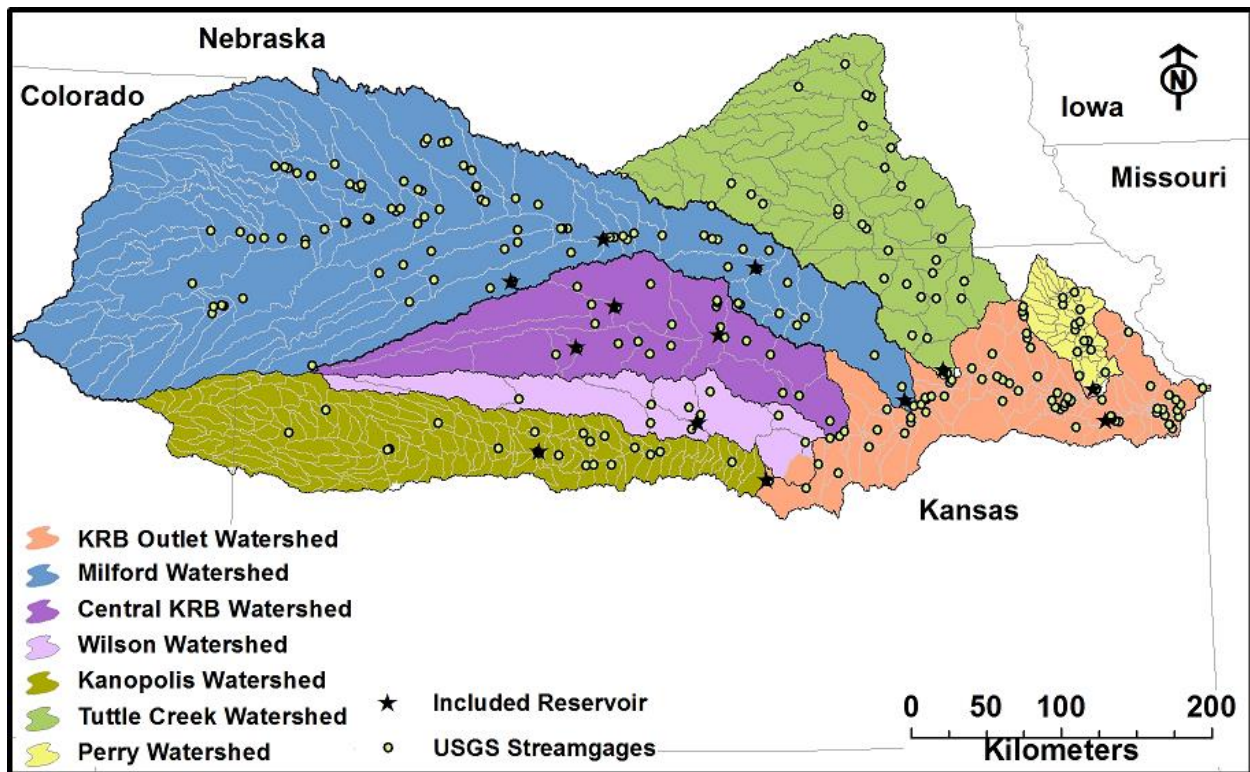 Nebraska
Colorado
N
Iowa
Missouri
Kansas
KRB Outlet Watershed
Milford Watershed
Central KRB Watershed
Wilson Watershed
Kanopolis Watershed
Tuttle Creek Watershed
Perry Watershed
Included Reservoir
USGS Streamgages
0 50 100 200
Kilometers